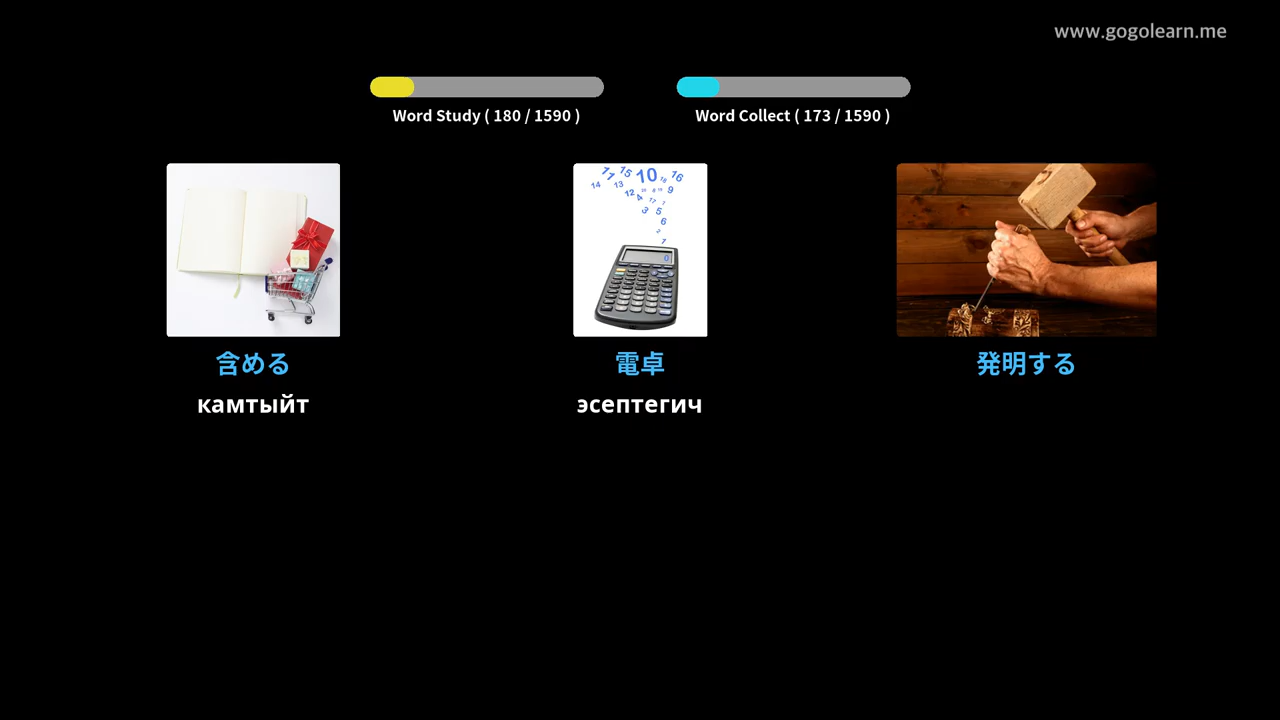 www.gogolearn.me
Word Study ( 180 / 1590 )
Word Collect ( 173 / 1590 )
含める
камтыйт
電卓
эсептегич
発明する